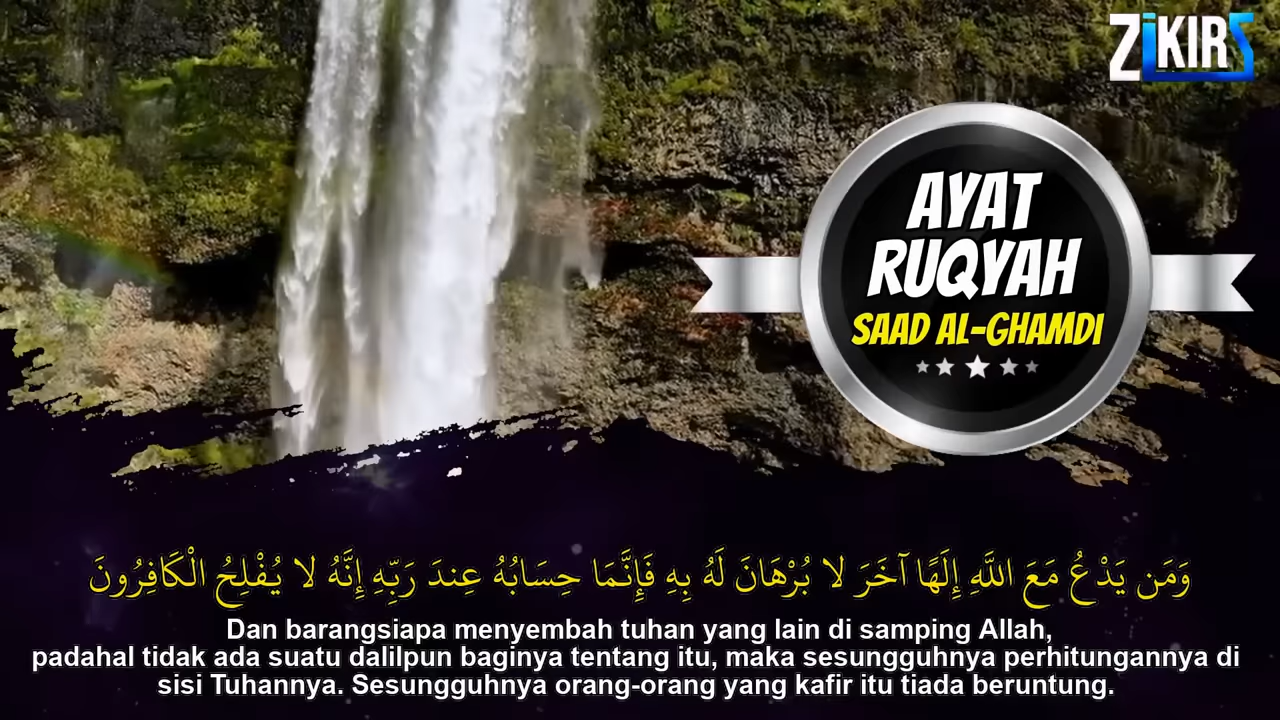 ZiKIRS
AYAT
RUQYAH
SAAD AL-GHAMDI
وَمَن يَدْعُ مَعَ اللَّهِ إِلَهًا آخَرَ لا بُرْهَانَ لَهُ بِهِ فَإِنَّمَا حِسَابُهُ عِندَ رَبِّهِ إِنَّهُ لا يُفْلِحُ الْكَافِرُونَ
Dan barangsiapa menyembah tuhan yang lain di samping Allah,
padahal tidak ada suatu dalilpun baginya tentang itu, maka sesungguhnya perhitungannya di
sisi Tuhannya. Sesungguhnya orang-orang yang kafir itu tiada beruntung.